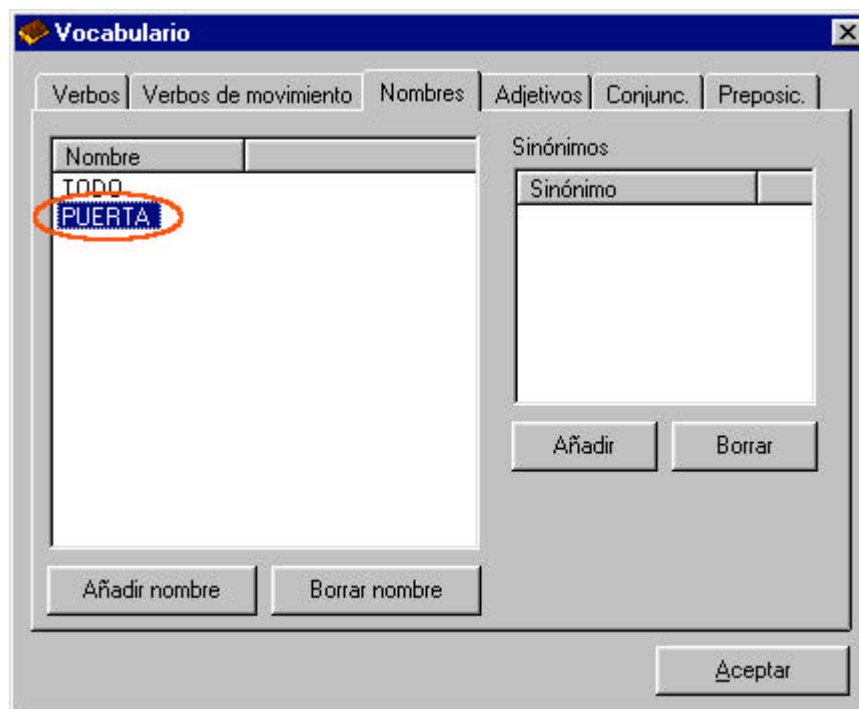 Vocabulario
Verbos Verbos de movimiento Nombres Adjetivos Conjunc. Preposic.
Nombre
TODO
PUERTA
Sinónimos
Sinónimo
Añadir Borrar
Añadir nombre Borrar nombre
Aceptar